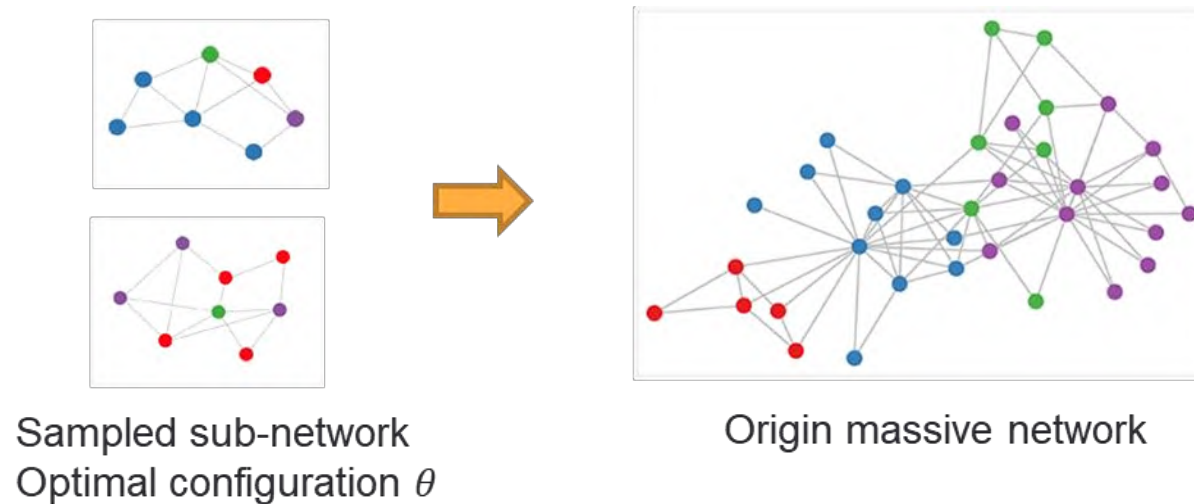 Sampled sub-network
Optimal configuration θ
Origin massive network